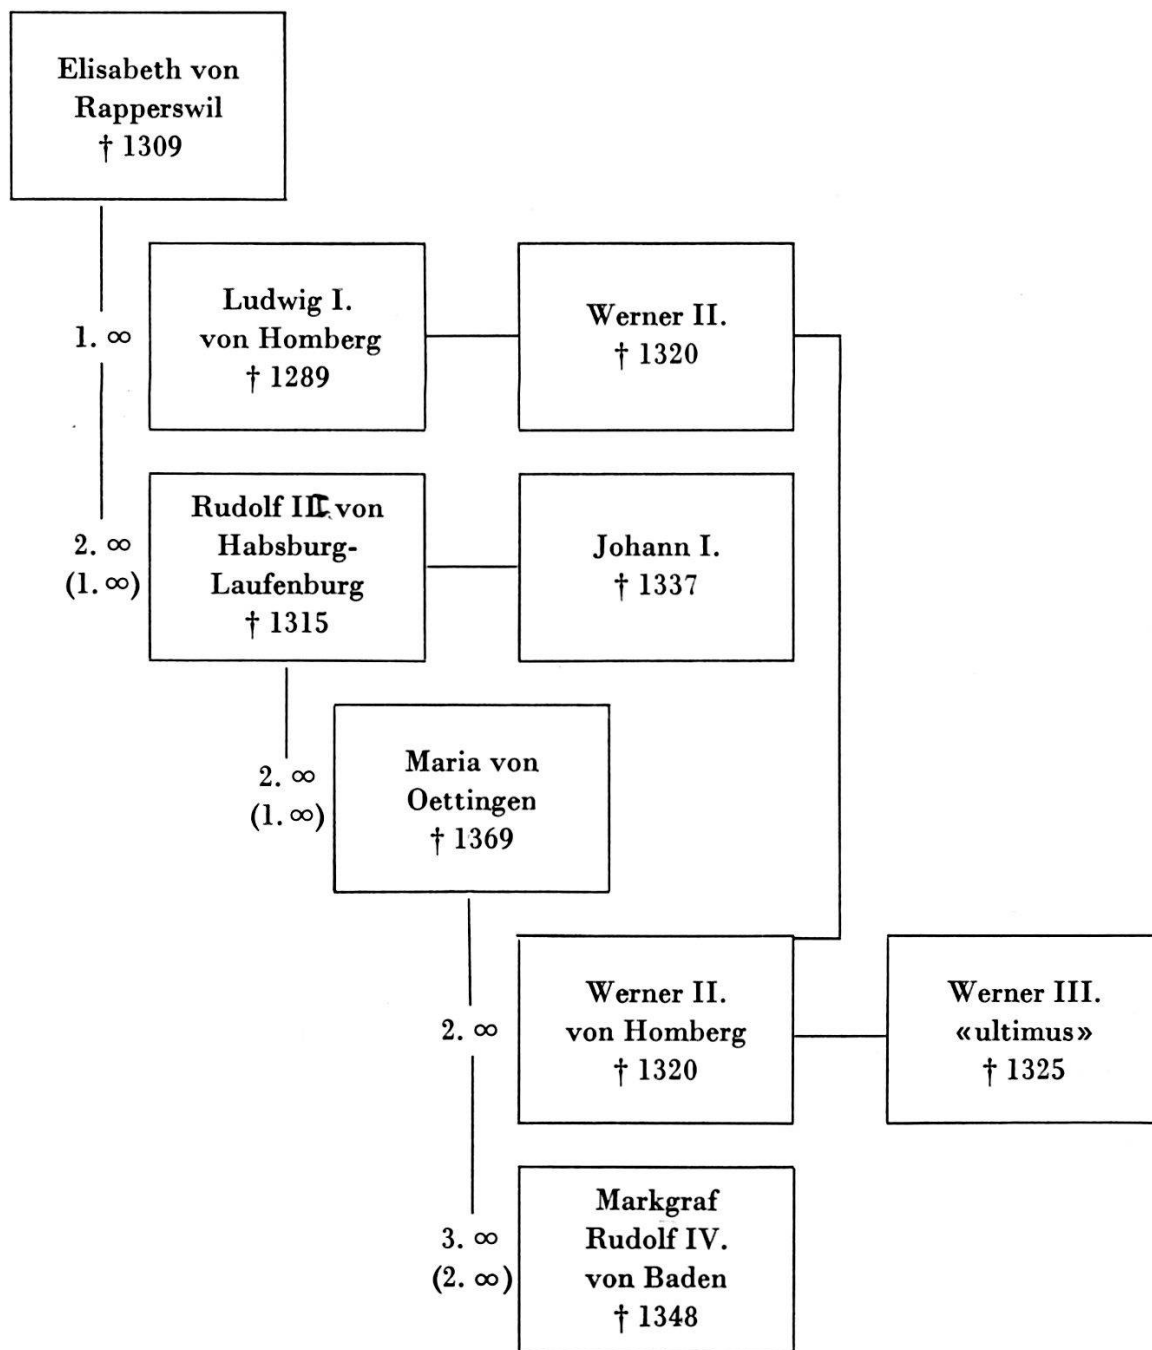 Elisabeth von
Rapperswil
† 1309
1. ∞
Ludwig I.
von Homberg
† 1289
Werner II.
† 1320
2. ∞
(1. ∞)
Rudolf III. von
Habsburg-
Laufenburg
† 1315
Johann I.
† 1337
2. ∞
(1. ∞)
Maria von
Oettingen
† 1369
2. ∞
Werner II.
von Homberg
† 1320
Werner III.
«ultimus»
† 1325
3. ∞
(2. ∞)
Markgraf
Rudolf IV.
von Baden
† 1348